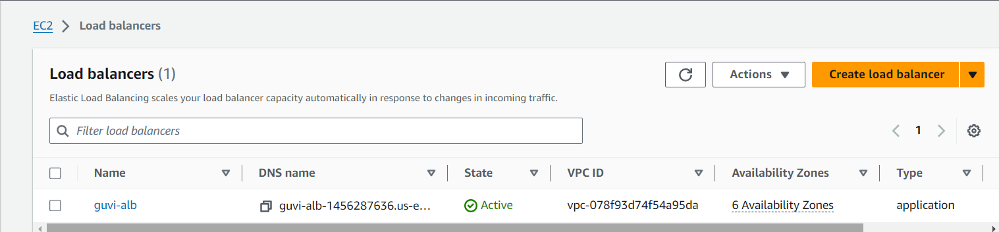 EC2 > Load balancers
Load balancers (1)
Actions
Create load balancer
Elastic Load Balancing scales your load balancer capacity automatically in response to changes in incoming traffic.
Filter load balancers
1
Name DNS name State VPC ID Availability Zones Type
guvi-alb guvi-alb-1456287636.us-e... Active vpc-078f93d74f54a95da 6 Availability Zones application